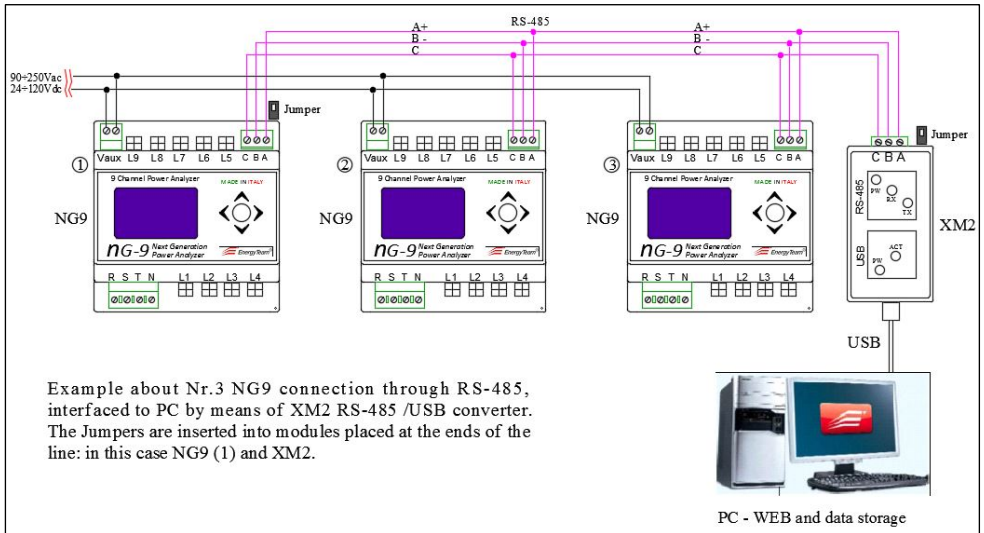 RS-485
A+ A+
B - B -
C C
90÷250Vac
24÷120Vdc
Jumper
Jumper
① Vaux L9 L8 L7 L6 L5 C B A
② Vaux L9 L8 L7 L6 L5 C B A
③ Vaux L9 L8 L7 L6 L5 C B A
C B A
9 Channel Power Analyzer MADE IN ITALY
9 Channel Power Analyzer MADE IN ITALY
9 Channel Power Analyzer MADE IN ITALY
RS-485
PW
RX
TX
NG9
NG9
NG9
XM2
nG-9 Next Generation Power Analyzer EnergyTeam
nG-9 Next Generation Power Analyzer EnergyTeam
nG-9 Next Generation Power Analyzer EnergyTeam
USB
ACT
PW
R S T N L1 L2 L3 L4
R S T N L1 L2 L3 L4
R S T N L1 L2 L3 L4
USB
Example about Nr.3 NG9 connection through RS-485,
interfaced to PC by means of XM2 RS-485 /USB converter.
The Jumpers are inserted into modules placed at the ends of the
line: in this case NG9 (1) and XM2.
PC - WEB and data storage